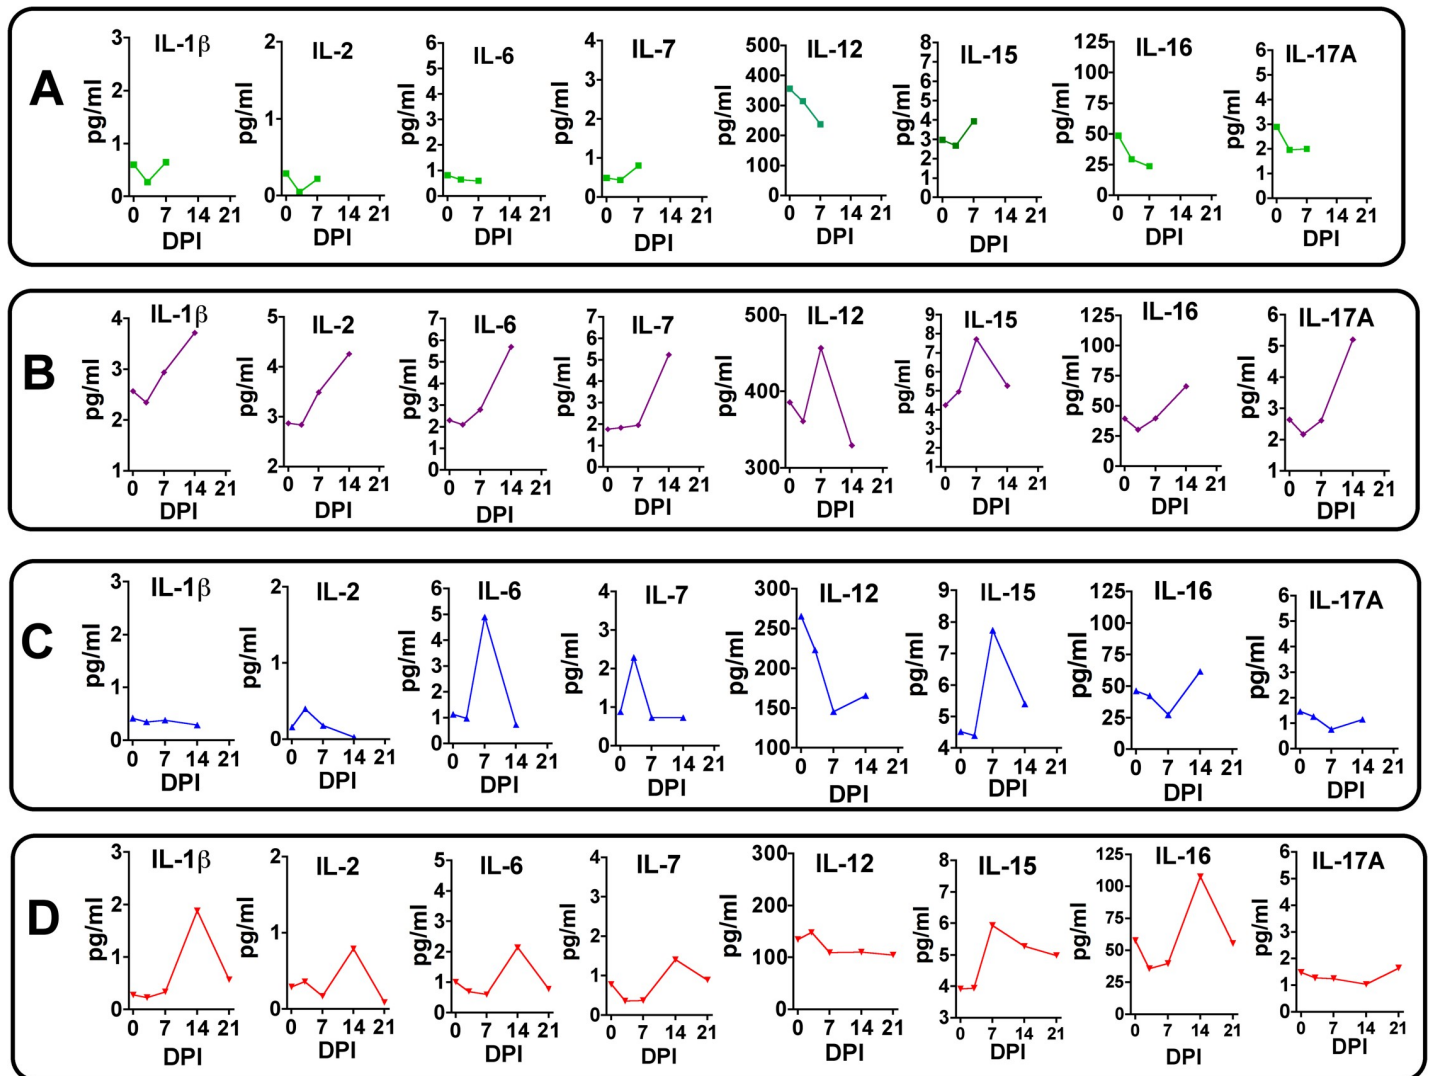 A
IL-1β
pg/ml
3
2
1
0
0 7 14 21
DPI
IL-2
pg/ml
2
1
0
0 7 14 21
DPI
IL-6
pg/ml
6
5
4
3
2
1
0
0 7 14 21
DPI
IL-7
pg/ml
4
3
2
1
0
0 7 14 21
DPI
IL-12
pg/ml
500
400
300
200
100
0
0 7 14 21
DPI
IL-15
pg/ml
8
7
6
5
4
3
2
1
0
0 7 14 21
DPI
IL-16
pg/ml
125
100
75
50
25
0
0 7 14 21
DPI
IL-17A
pg/ml
6
5
4
3
2
1
0
0 7 14 21
DPI
B
IL-1β
pg/ml
4
3
2
1
0 7 14 21
DPI
IL-2
pg/ml
5
4
3
2
0 7 14 21
DPI
IL-6
pg/ml
7
6
5
4
3
2
1
0
0 7 14 21
DPI
IL-7
pg/ml
7
6
5
4
3
2
1
0
0 7 14 21
DPI
IL-12
pg/ml
500
400
300
0 7 14 21
DPI
IL-15
pg/ml
9
8
7
6
5
4
3
2
1
0 7 14 21
DPI
IL-16
pg/ml
125
100
75
50
25
0
0 7 14 21
DPI
IL-17A
pg/ml
6
5
4
3
2
1
0 7 14 21
DPI
C
IL-1β
pg/ml
3
2
1
0
0 7 14 21
DPI
IL-2
pg/ml
2
1
0
0 7 14 21
DPI
IL-6
pg/ml
6
5
4
3
2
1
0
0 7 14 21
DPI
IL-7
pg/ml
4
3
2
1
0
0 7 14 21
DPI
IL-12
pg/ml
300
250
200
150
100
0 7 14 21
DPI
IL-15
pg/ml
9
8
7
6
5
4
0 7 14 21
DPI
IL-16
pg/ml
125
100
75
50
25
0
0 7 14 21
DPI
IL-17A
pg/ml
6
5
4
3
2
1
0
0 7 14 21
DPI
D
IL-1β
pg/ml
3
2
1
0
0 7 14 21
DPI
IL-2
pg/ml
2
1
0
0 7 14 21
DPI
IL-6
pg/ml
5
4
3
2
1
0
0 7 14 21
DPI
IL-7
pg/ml
4
3
2
1
0
0 7 14 21
DPI
IL-12
pg/ml
300
200
100
0
0 7 14 21
DPI
IL-15
pg/ml
8
7
6
5
4
3
0 7 14 21
DPI
IL-16
pg/ml
125
100
75
50
25
0
0 7 14 21
DPI
IL-17A
pg/ml
6
5
4
3
2
1
0
0 7 14 21
DPI